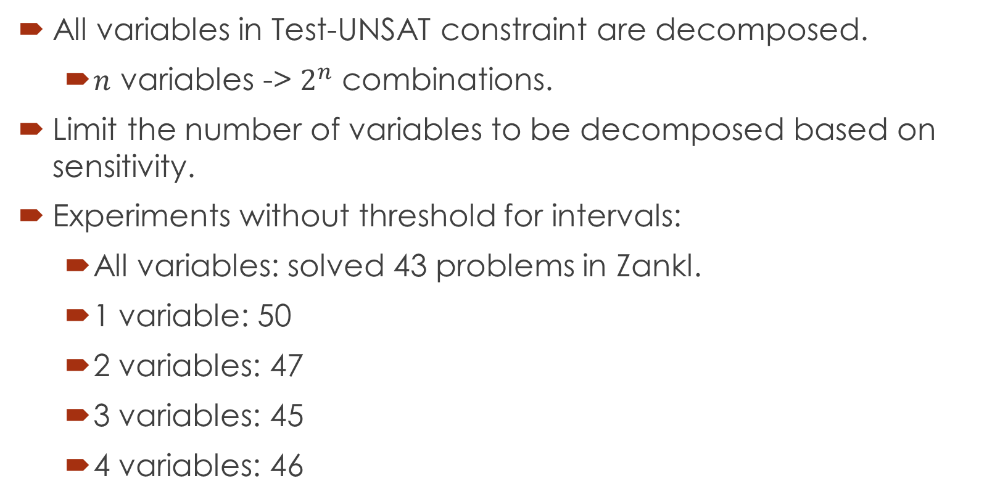 All variables in Test-UNSAT constraint are decomposed.
n variables -> 2ⁿ combinations.
Limit the number of variables to be decomposed based on
sensitivity.
Experiments without threshold for intervals:
All variables: solved 43 problems in Zankl.
1 variable: 50
2 variables: 47
3 variables: 45
4 variables: 46